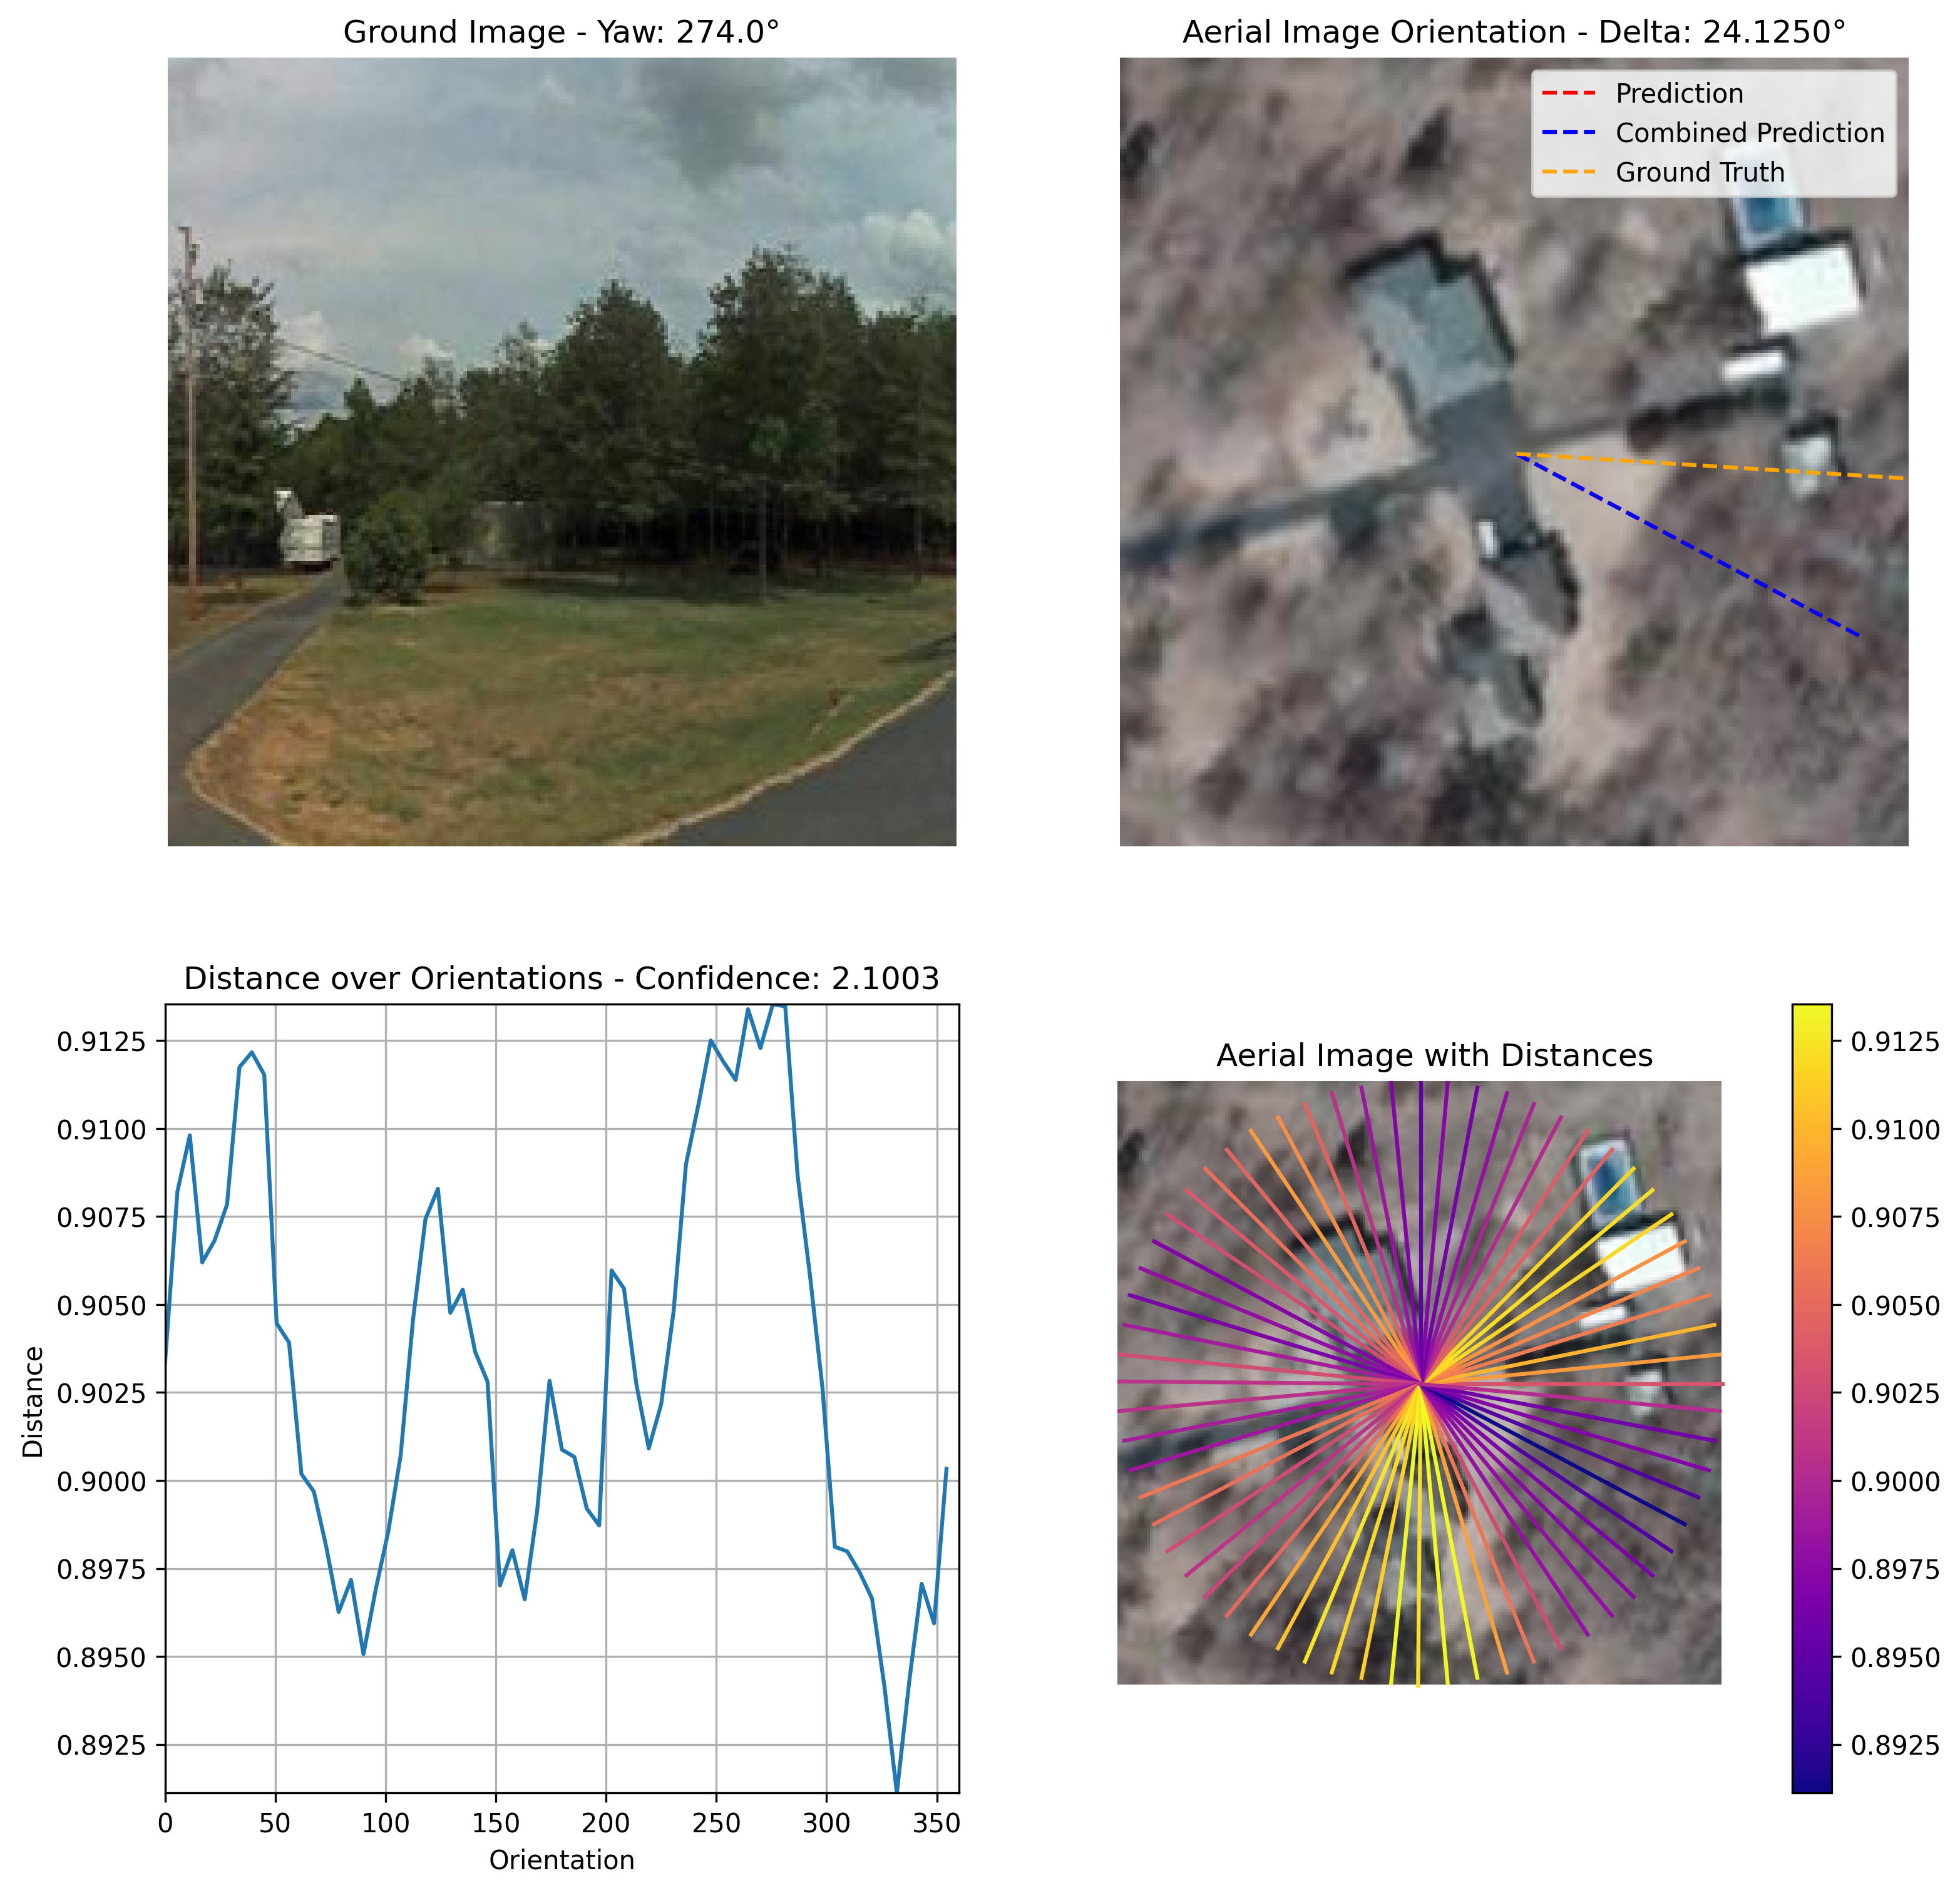 Ground Image - Yaw: 274.0°
Aerial Image Orientation - Delta: 24.1250°
Prediction
Combined Prediction
Ground Truth
Distance over Orientations - Confidence: 2.1003
0.9125
0.9100
0.9075
0.9050
0.9025
0.9000
0.8975
0.8950
0.8925
Distance
0
50
100
150
200
250
300
350
Orientation
Aerial Image with Distances
0.9125
0.9100
0.9075
0.9050
0.9025
0.9000
0.8975
0.8950
0.8925